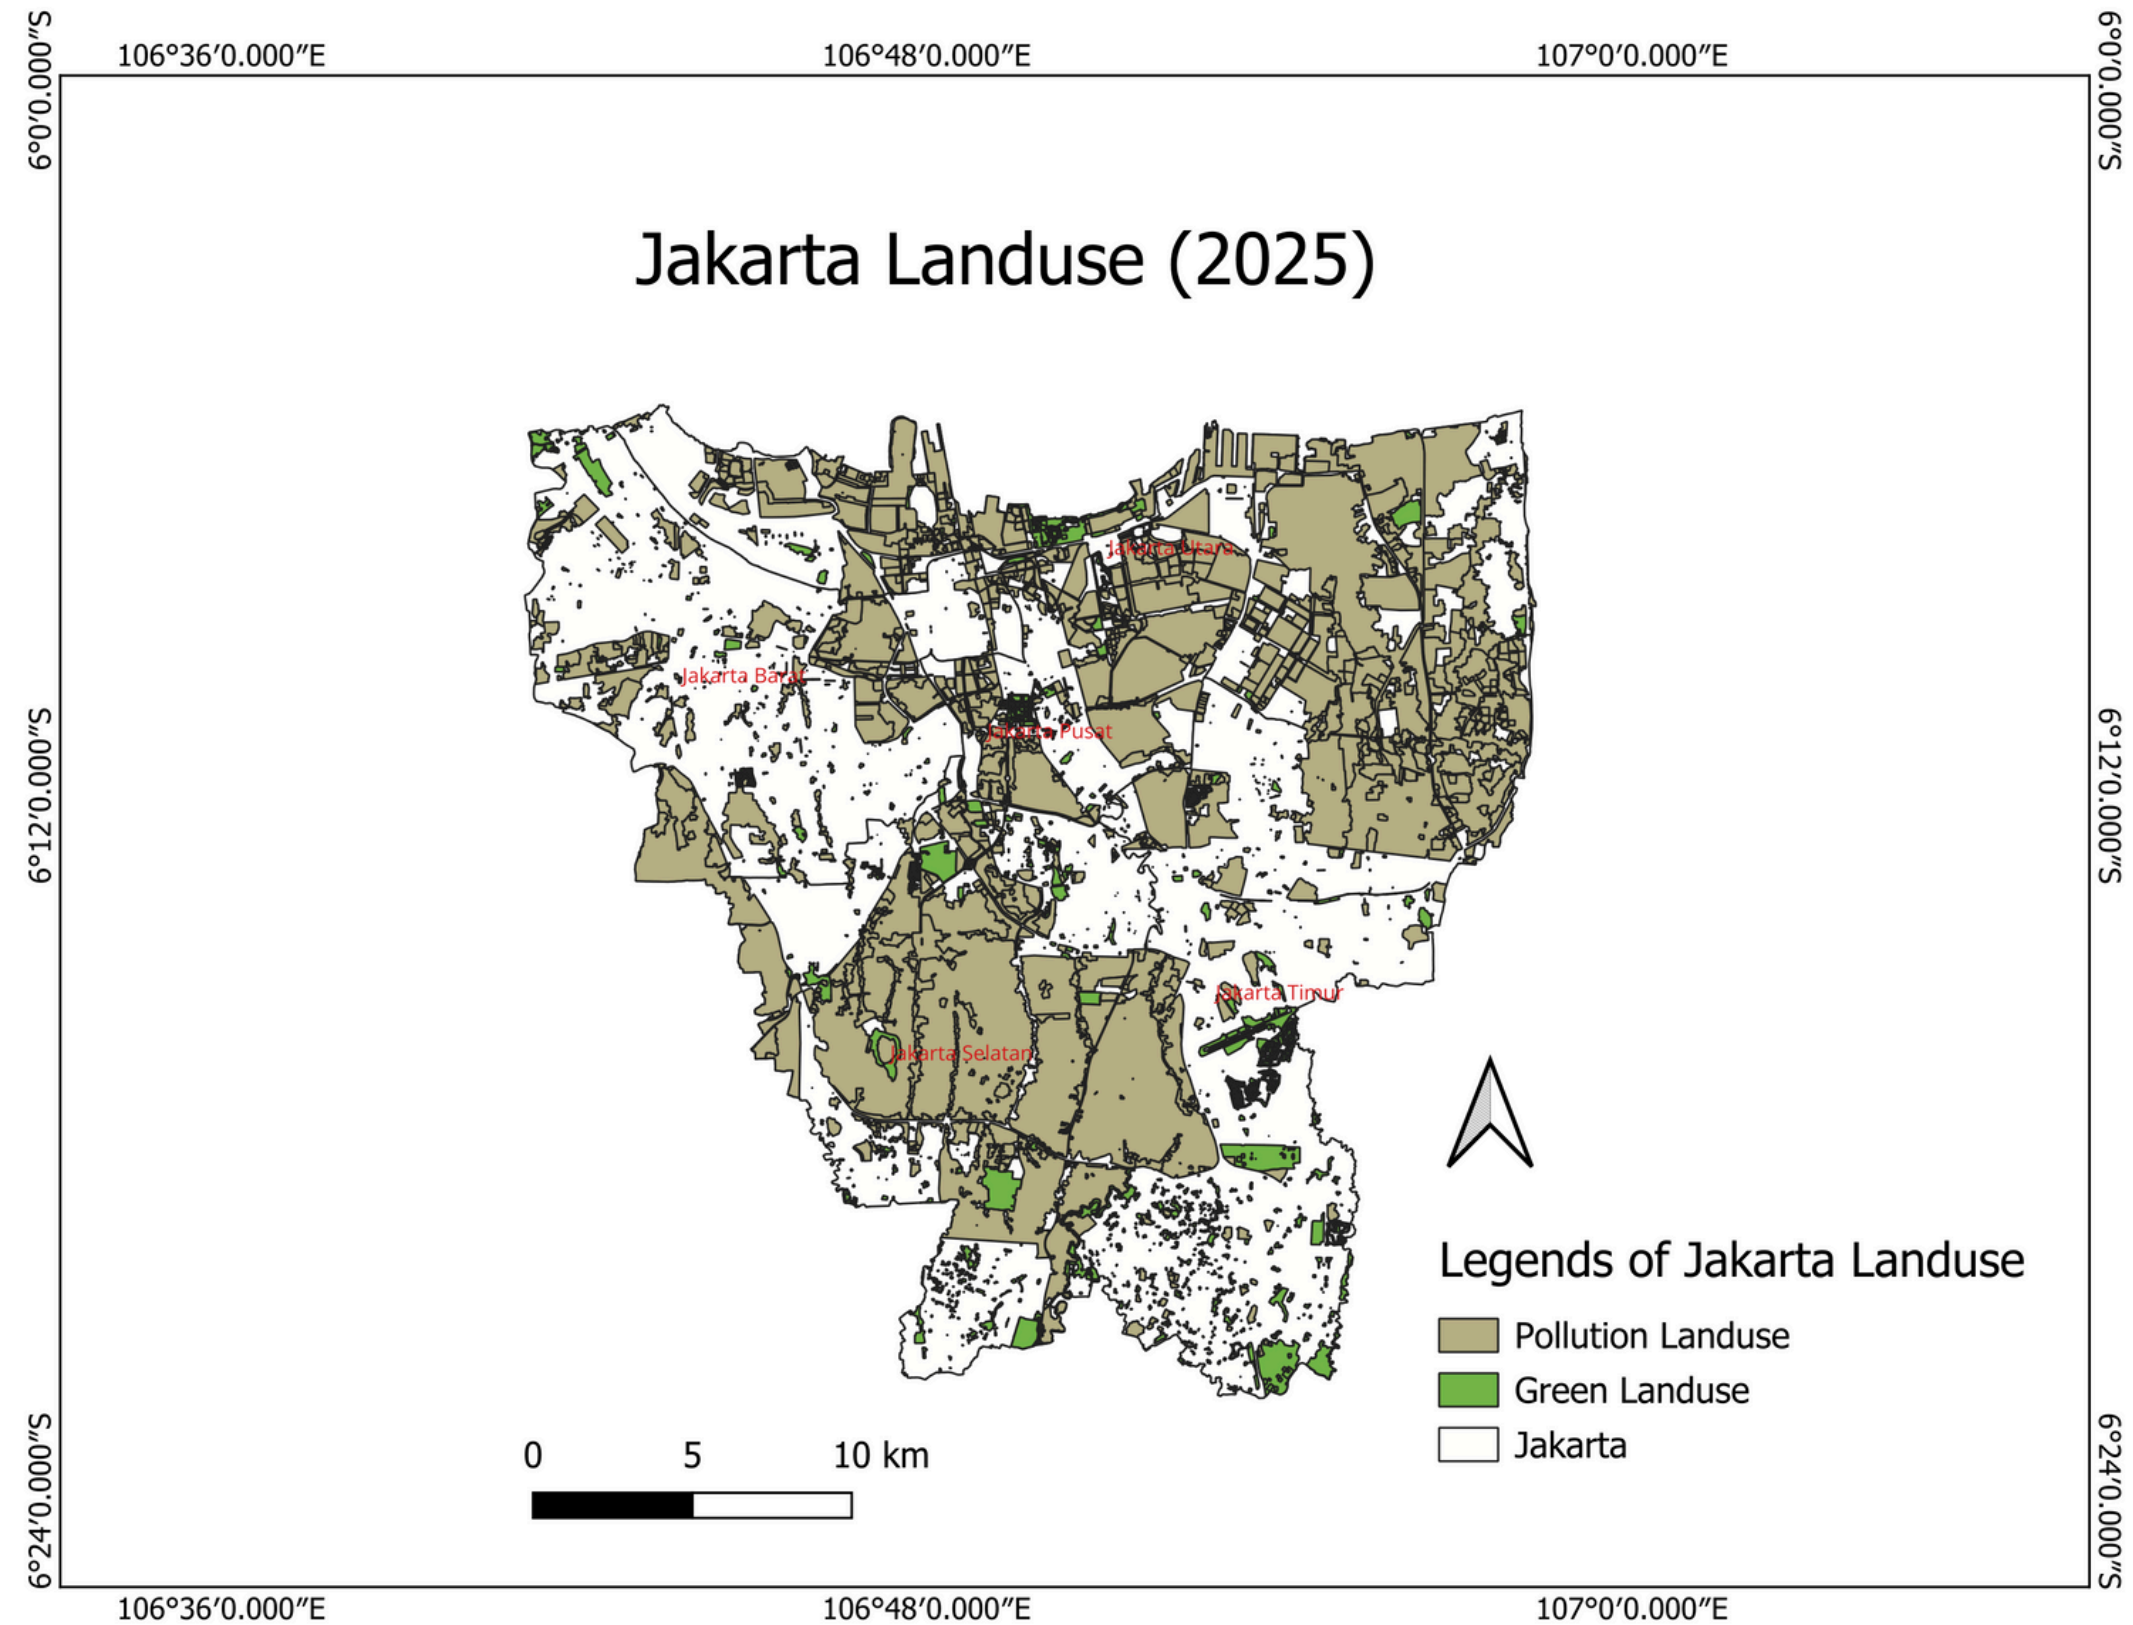 106°36′0.000″E
106°48′0.000″E
107°0′0.000″E
6°0′0.000″S
6°0′0.000″S
Jakarta Landuse (2025)
Jakarta Utara
Jakarta Barat
Jakarta Pusat
6°12′0.000″S
6°12′0.000″S
Jakarta Timur
Jakarta Selatan
Legends of Jakarta Landuse
Pollution Landuse
Green Landuse
Jakarta
0 5 10 km
6°24′0.000″S
6°24′0.000″S
106°36′0.000″E
106°48′0.000″E
107°0′0.000″E